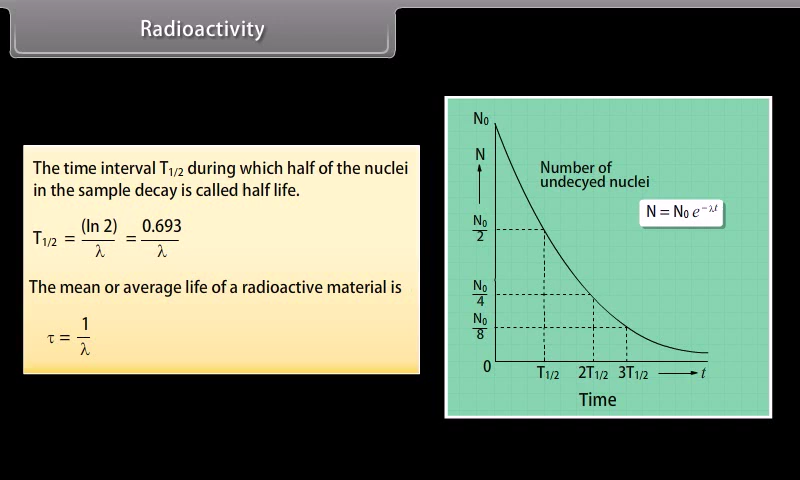 Radioactivity
The time interval T1/2 during which half of the nuclei
in the sample decay is called half life.
T1/2 = (ln 2)/λ = 0.693/λ
The mean or average life of a radioactive material is
τ = 1/λ
N0
N
Number of
undecyed nuclei
N = N0 e−λt
N0/2
N0/4
N0/8
0
T1/2 2T1/2 3T1/2 t
Time